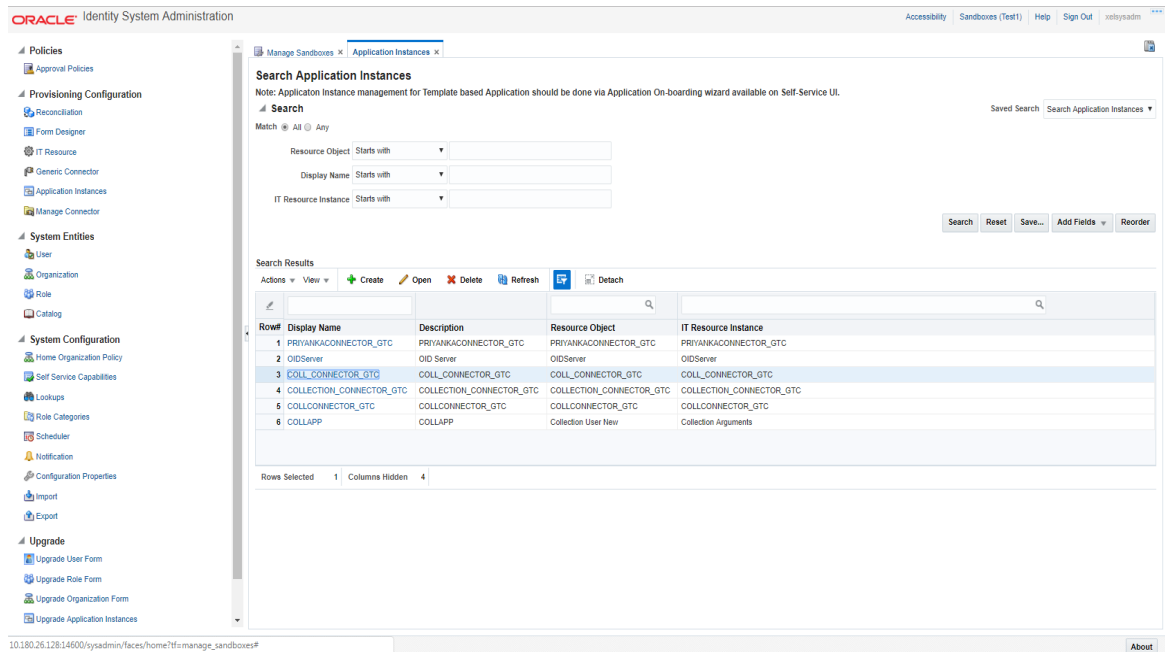 ORACLE Identity System Administration
Accessibility Sandboxes (Test1) Help Sign Out xelsysadm
Policies
Approval Policies
Provisioning Configuration
Reconciliation
Form Designer
IT Resource
Generic Connector
Application Instances
Manage Connector
System Entities
User
Organization
Role
Catalog
System Configuration
Home Organization Policy
Self Service Capabilities
Lookups
Role Categories
Scheduler
Notification
Configuration Properties
Import
Export
Upgrade
Upgrade User Form
Upgrade Role Form
Upgrade Organization Form
Upgrade Application Instances
Manage Sandboxes × Application Instances ×
Search Application Instances
Note: Applicaton Instance management for Template based Application should be done via Application On-boarding wizard available on Self-Service UI.
Search
Saved Search Search Application Instances
Match All Any
Resource Object Starts with
Display Name Starts with
IT Resource Instance Starts with
Search Reset Save... Add Fields Reorder
Search Results
Actions View Create Open Delete Refresh Detach
Row# Display Name Description Resource Object IT Resource Instance
1 PRIYANKACONNECTOR_GTC PRIYANKACONNECTOR_GTC PRIYANKACONNECTOR_GTC PRIYANKACONNECTOR_GTC
2 OIDServer OID Server OIDServer OIDServer
3 COLL_CONNECTOR_GTC COLL_CONNECTOR_GTC COLL_CONNECTOR_GTC COLL_CONNECTOR_GTC
4 COLLECTION_CONNECTOR_GTC COLLECTION_CONNECTOR_GTC COLLECTION_CONNECTOR_GTC COLLECTION_CONNECTOR_GTC
5 COLLCONNECTOR_GTC COLLCONNECTOR_GTC COLLCONNECTOR_GTC COLLCONNECTOR_GTC
6 COLLAPP COLLAPP Collection User New Collection Arguments
Rows Selected 1 Columns Hidden 4
10.180.26.128:14600/sysadmin/faces/home?tf=manage_sandboxes#
About